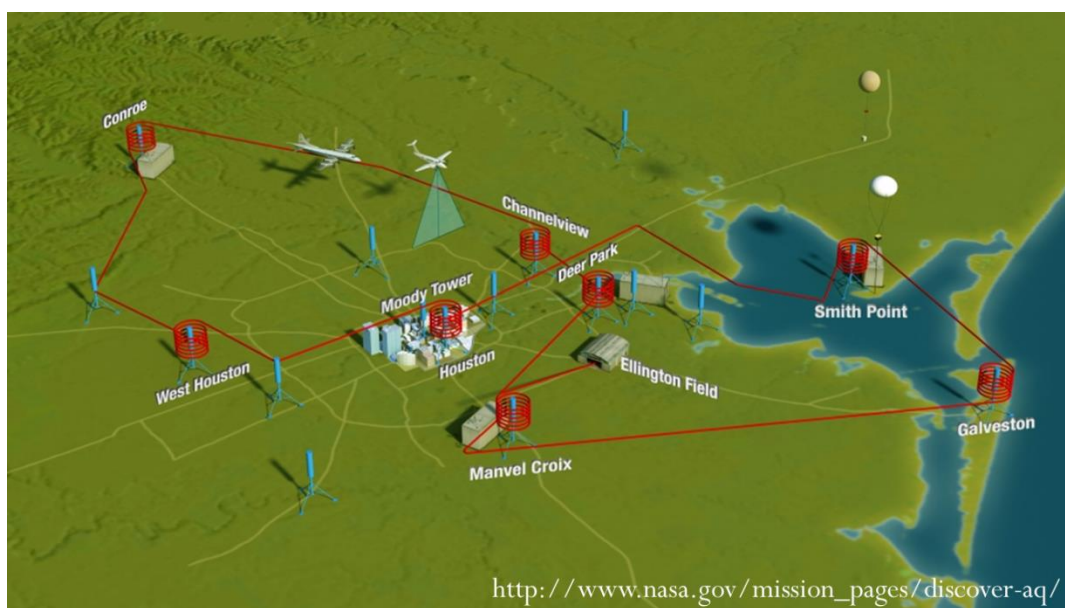 Conroe
Channelview
Deer Park
Moody Tower
Smith Point
West Houston
Houston
Ellington Field
Galveston
Manvel Croix
http://www.nasa.gov/mission_pages/discover-aq/